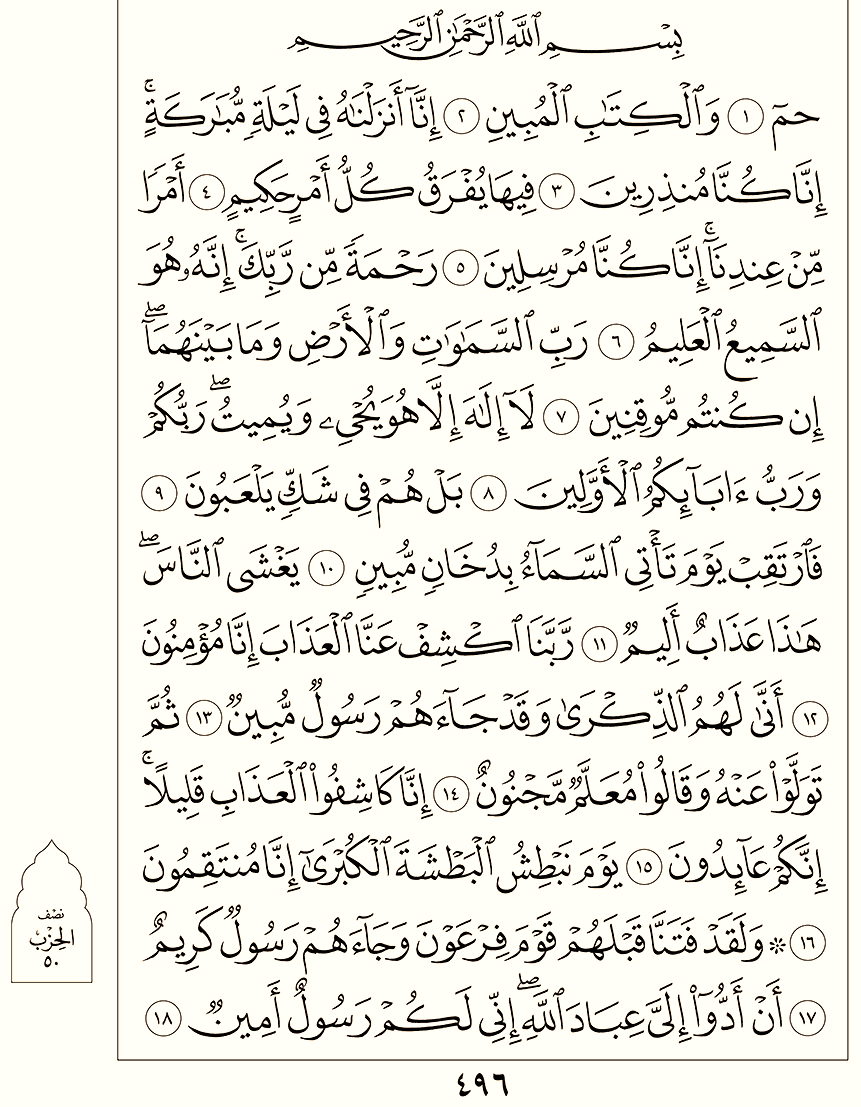 بِسْمِ ٱللَّهِ ٱلرَّحْمَٰنِ ٱلرَّحِيمِ
حمٓ ١ وَٱلْكِتَٰبِ ٱلْمُبِينِ ٢ إِنَّآ أَنزَلْنَٰهُ فِى لَيْلَةٍ مُّبَٰرَكَةٍ ۚ
إِنَّا كُنَّا مُنذِرِينَ ٣ فِيهَا يُفْرَقُ كُلُّ أَمْرٍ حَكِيمٍ ٤ أَمْرًا
مِّنْ عِندِنَآ ۚ إِنَّا كُنَّا مُرْسِلِينَ ٥ رَحْمَةً مِّن رَّبِّكَ ۚ إِنَّهُۥ هُوَ
ٱلسَّمِيعُ ٱلْعَلِيمُ ٦ رَبِّ ٱلسَّمَٰوَٰتِ وَٱلْأَرْضِ وَمَا بَيْنَهُمَآ ۖ
إِن كُنتُم مُّوقِنِينَ ٧ لَآ إِلَٰهَ إِلَّا هُوَ يُحْىِۦ وَيُمِيتُ ۖ رَبُّكُمْ
وَرَبُّ ءَابَآئِكُمُ ٱلْأَوَّلِينَ ٨ بَلْ هُمْ فِى شَكٍّ يَلْعَبُونَ ٩
فَٱرْتَقِبْ يَوْمَ تَأْتِى ٱلسَّمَآءُ بِدُخَانٍ مُّبِينٍ ١٠ يَغْشَى ٱلنَّاسَ ۖ
هَٰذَا عَذَابٌ أَلِيمٌ ١١ رَّبَّنَا ٱكْشِفْ عَنَّا ٱلْعَذَابَ إِنَّا مُؤْمِنُونَ
١٢ أَنَّىٰ لَهُمُ ٱلذِّكْرَىٰ وَقَدْ جَآءَهُمْ رَسُولٌ مُّبِينٌ ١٣ ثُمَّ
تَوَلَّوْا۟ عَنْهُ وَقَالُوا۟ مُعَلَّمٌ مَّجْنُونٌ ١٤ إِنَّا كَاشِفُوا۟ ٱلْعَذَابِ قَلِيلًا ۚ
إِنَّكُمْ عَآئِدُونَ ١٥ يَوْمَ نَبْطِشُ ٱلْبَطْشَةَ ٱلْكُبْرَىٰٓ إِنَّا مُنتَقِمُونَ
١٦ ۞ وَلَقَدْ فَتَنَّا قَبْلَهُمْ قَوْمَ فِرْعَوْنَ وَجَآءَهُمْ رَسُولٌ كَرِيمٌ
١٧ أَنْ أَدُّوٓا۟ إِلَىَّ عِبَادَ ٱللَّهِ ۖ إِنِّى لَكُمْ رَسُولٌ أَمِينٌ ١٨
نصْف
الحِزْبْ
٥٠
٤٩٦